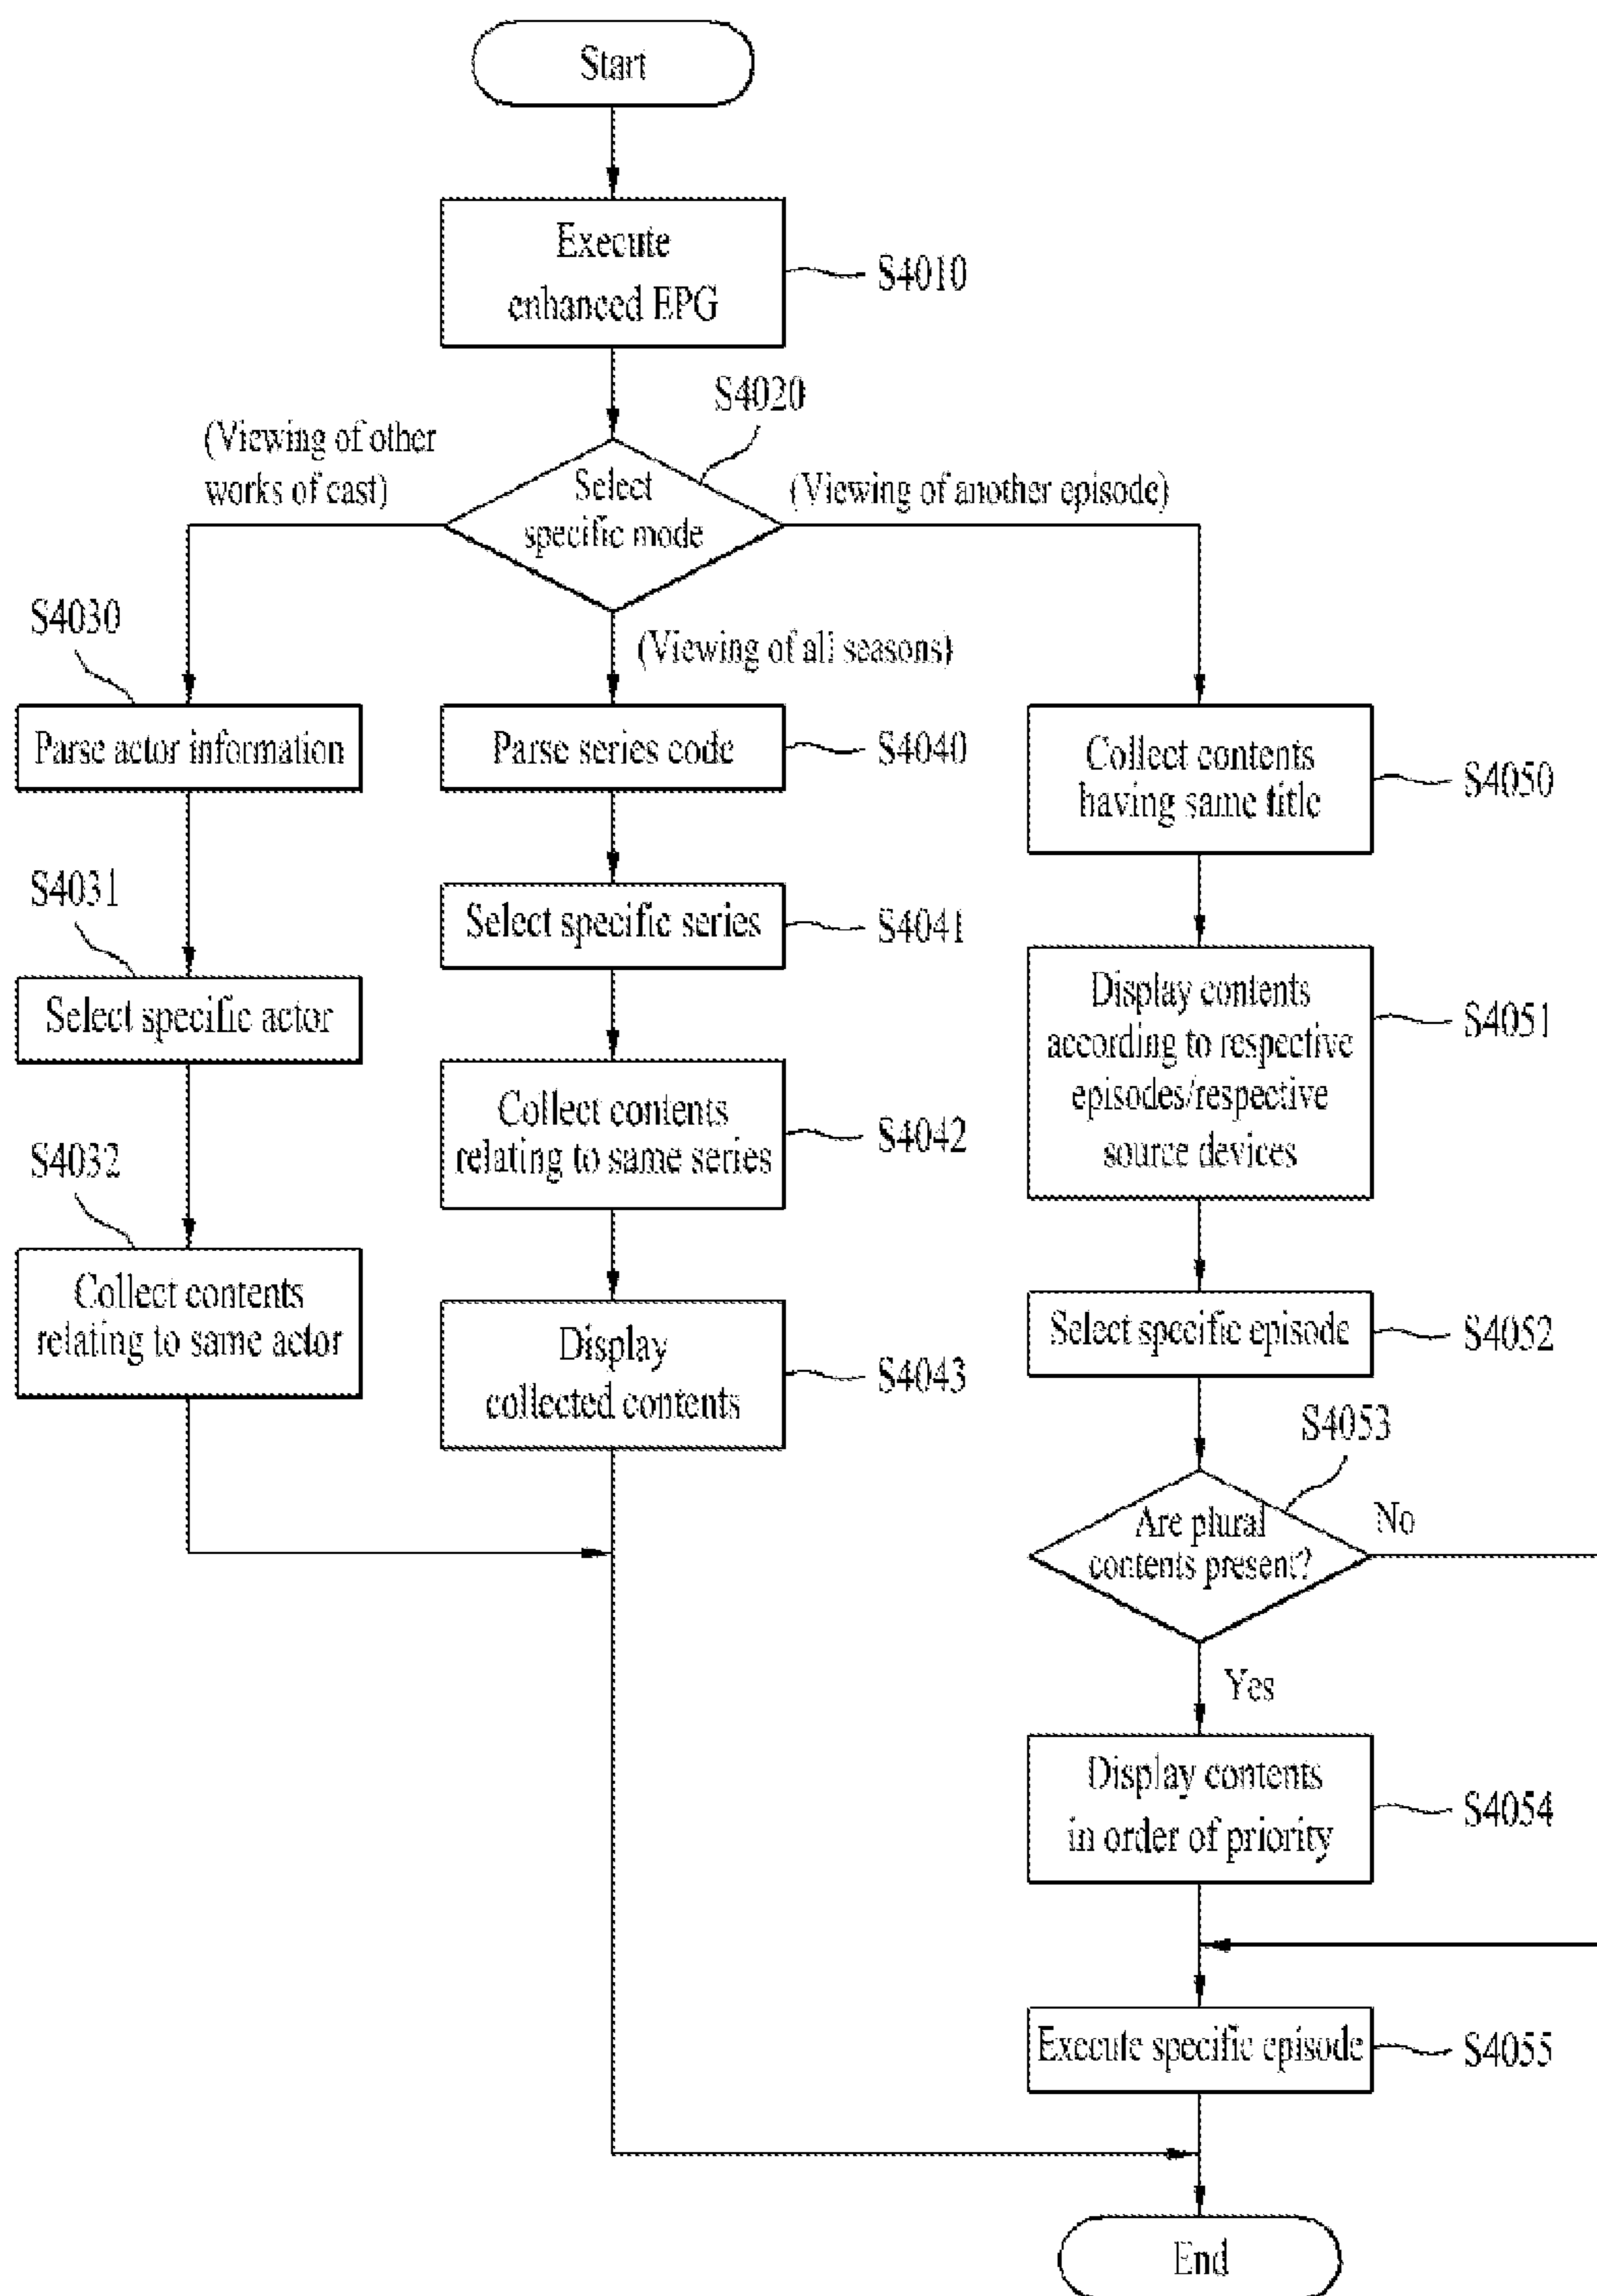 Start
Execute
enhanced EPG
S4010
S4020
(Viewing of other
works of cast)
Select
specific mode
(Viewing of another episode)
(Viewing of all seasons)
S4030
Parse actor information
S4031
Select specific actor
S4032
Collect contents
relating to same actor
Parse series code
S4040
Select specific series
S4041
Collect contents
relating to same series
S4042
Display
collected contents
S4043
Collect contents
having same title
S4050
Display contents
according to respective
episodes/respective
source devices
S4051
Select specific episode
S4052
S4053
Are plural
contents present?
No
Yes
Display contents
in order of priority
S4054
Execute specific episode
S4055
End